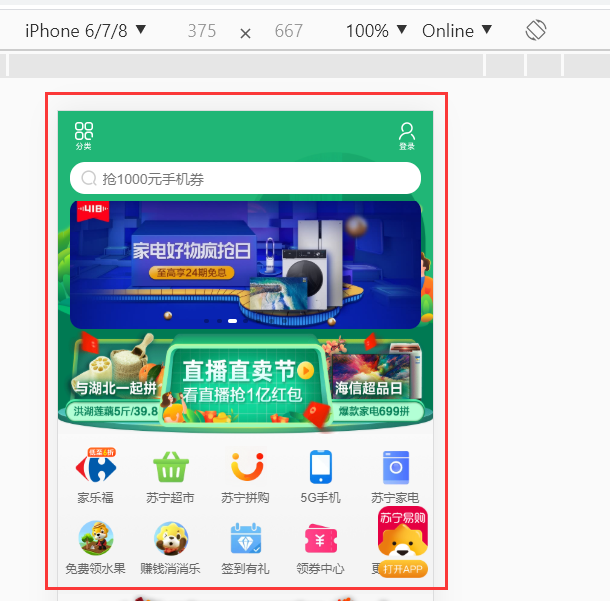 iPhone 6/7/8 ▼ 375 × 667 100% ▼ Online ▼
分类
登录
抢1000元手机券
418
家电好物疯抢日
至高享24期免息
与湖北一起拼
洪湖莲藕5斤/39.8
直播直卖节
看直播抢1亿红包
海信超品日
爆款家电699拼
低至6折
家乐福
苏宁超市
苏宁拼购
5G手机
苏宁家电
免费领水果
赚钱消消乐
签到有礼
领券中心
更
苏宁易购
打开APP